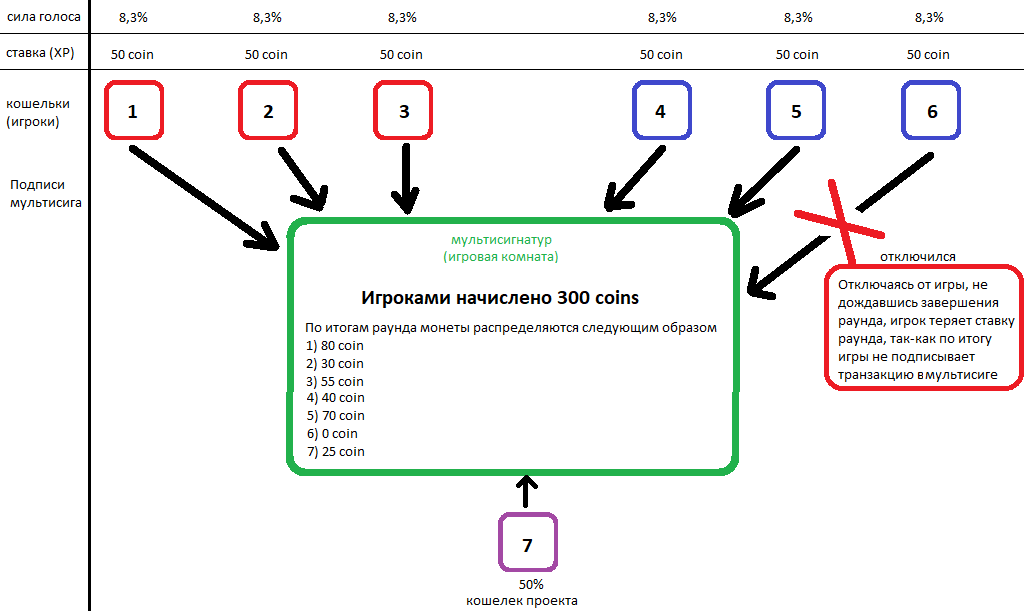 сила голоса
8,3%
8,3%
8,3%
8,3%
8,3%
8,3%
ставка (XP)
50 coin
50 coin
50 coin
50 coin
50 coin
50 coin
кошельки
(игроки)
1
2
3
4
5
6
Подписи
мультисига
мультисигнатур
(игровая комната)
Игроками начислено 300 coins
По итогам раунда монеты распределяются следующим образом
1) 80 coin
2) 30 coin
3) 55 coin
4) 40 coin
5) 70 coin
6) 0 coin
7) 25 coin
отключился
Отключаясь от игры, не
дождавшись завершения
раунда, игрок теряет ставку
раунда, так-как по итогу
игры не подписывает
транзакцию в мультисиге
7
50%
кошелек проекта